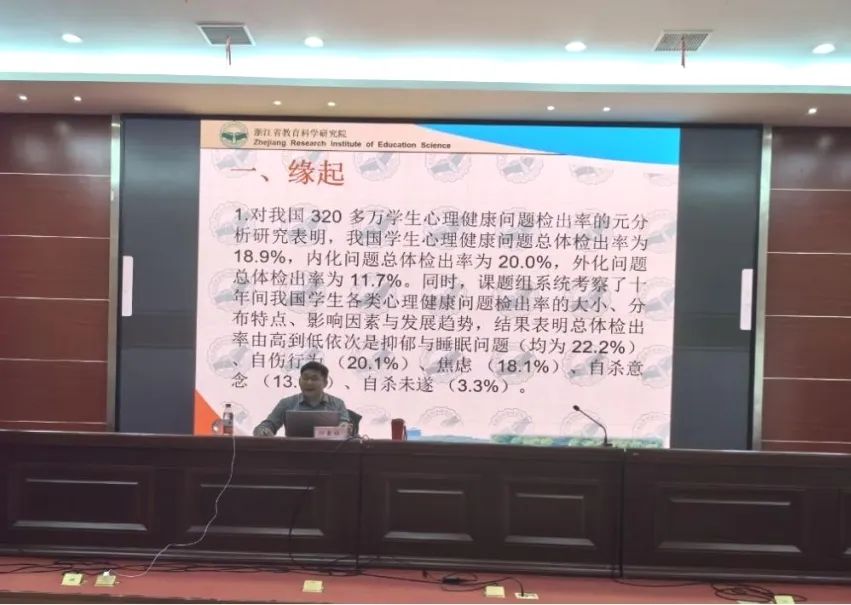 浙江省教育科学研究院
Zhejiang Research Institute of Education Science
一、缘起
1.对我国 320 多万学生心理健康问题检出率的元分
析研究表明，我国学生心理健康问题总体检出率为
18.9%，内化问题总体检出率为 20.0%，外化问题
总体检出率为 11.7%。同时，课题组系统考察了十
年间我国学生各类心理健康问题检出率的大小、分
布特点、影响因素与发展趋势，结果表明总体检出
率由高到低依次是抑郁与睡眠问题（均为 22.2%）
、自伤行为（20.1%）、焦虑（18.1%）、自杀意
念（13.）、自杀未遂（3.3%）。